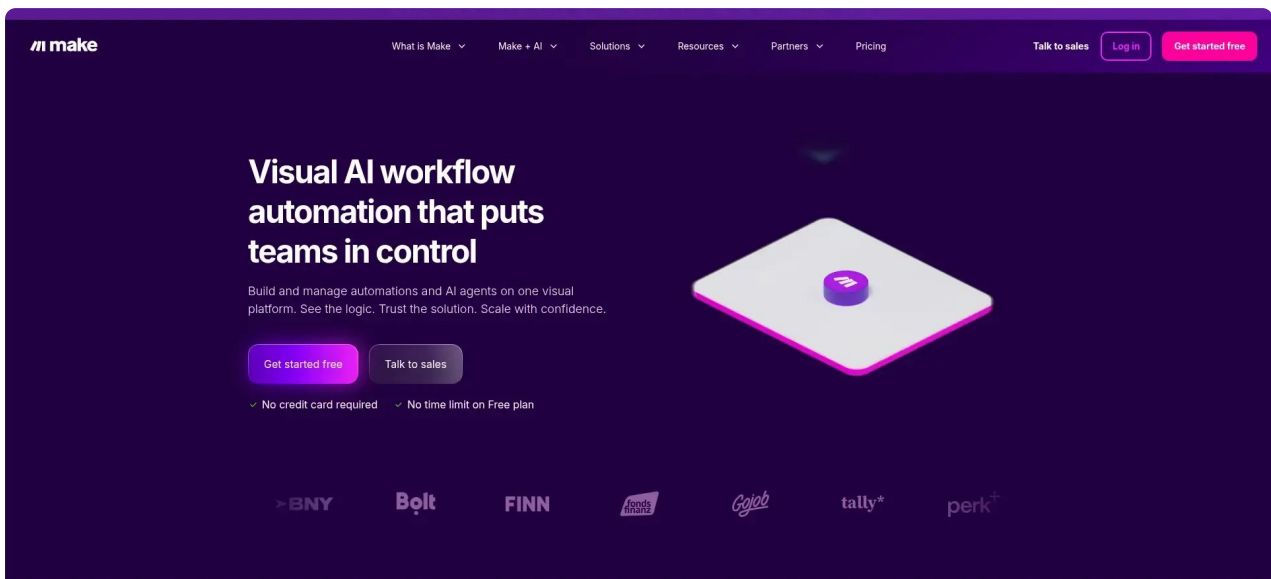 make
What is Make
Make + AI
Solutions
Resources
Partners
Pricing
Talk to sales
Log in
Get started free
Visual AI workflow
automation that puts
teams in control
Build and manage automations and AI agents on one visual
platform. See the logic. Trust the solution. Scale with confidence.
Get started free
Talk to sales
No credit card required
No time limit on Free plan
BNY
Bolt
FINN
fonds
finanz
Gojob
tally*
perk+